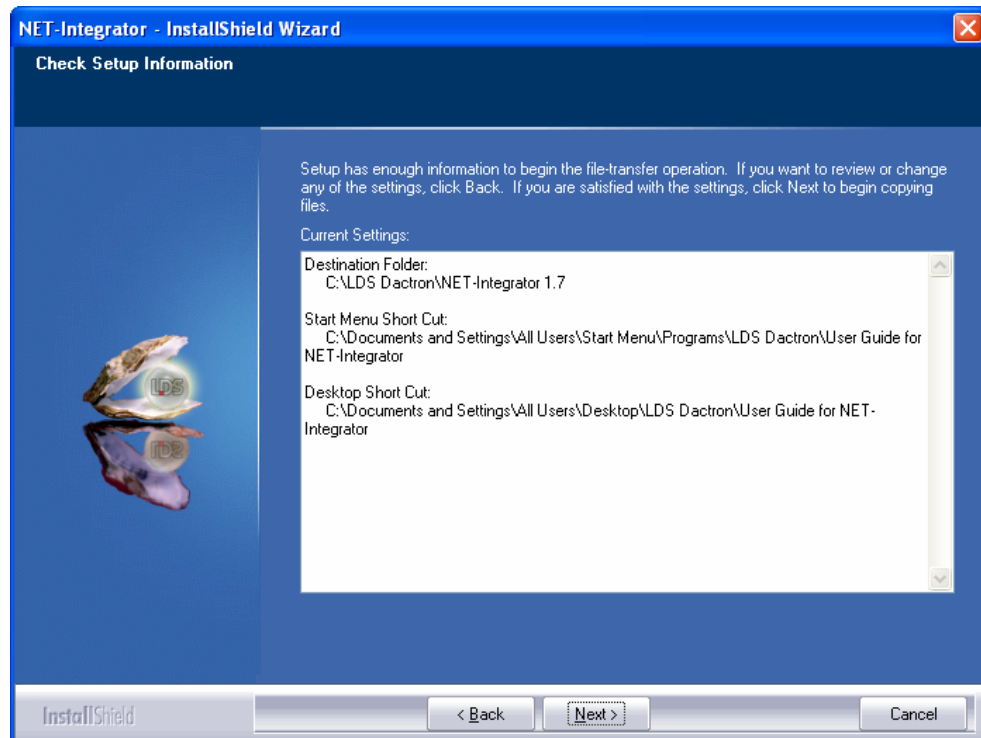 NET-Integrator - InstallShield Wizard
Check Setup Information
Setup has enough information to begin the file-transfer operation. If you want to review or change
any of the settings, click Back. If you are satisfied with the settings, click Next to begin copying
files.
Current Settings:
Destination Folder:
C:\LDS Dactron\NET-Integrator 1.7
Start Menu Short Cut:
C:\Documents and Settings\All Users\Start Menu\Programs\LDS Dactron\User Guide for
NET-Integrator
Desktop Short Cut:
C:\Documents and Settings\All Users\Desktop\LDS Dactron\User Guide for NET-
Integrator
LDS
InstallShield
< Back
Next >
Cancel